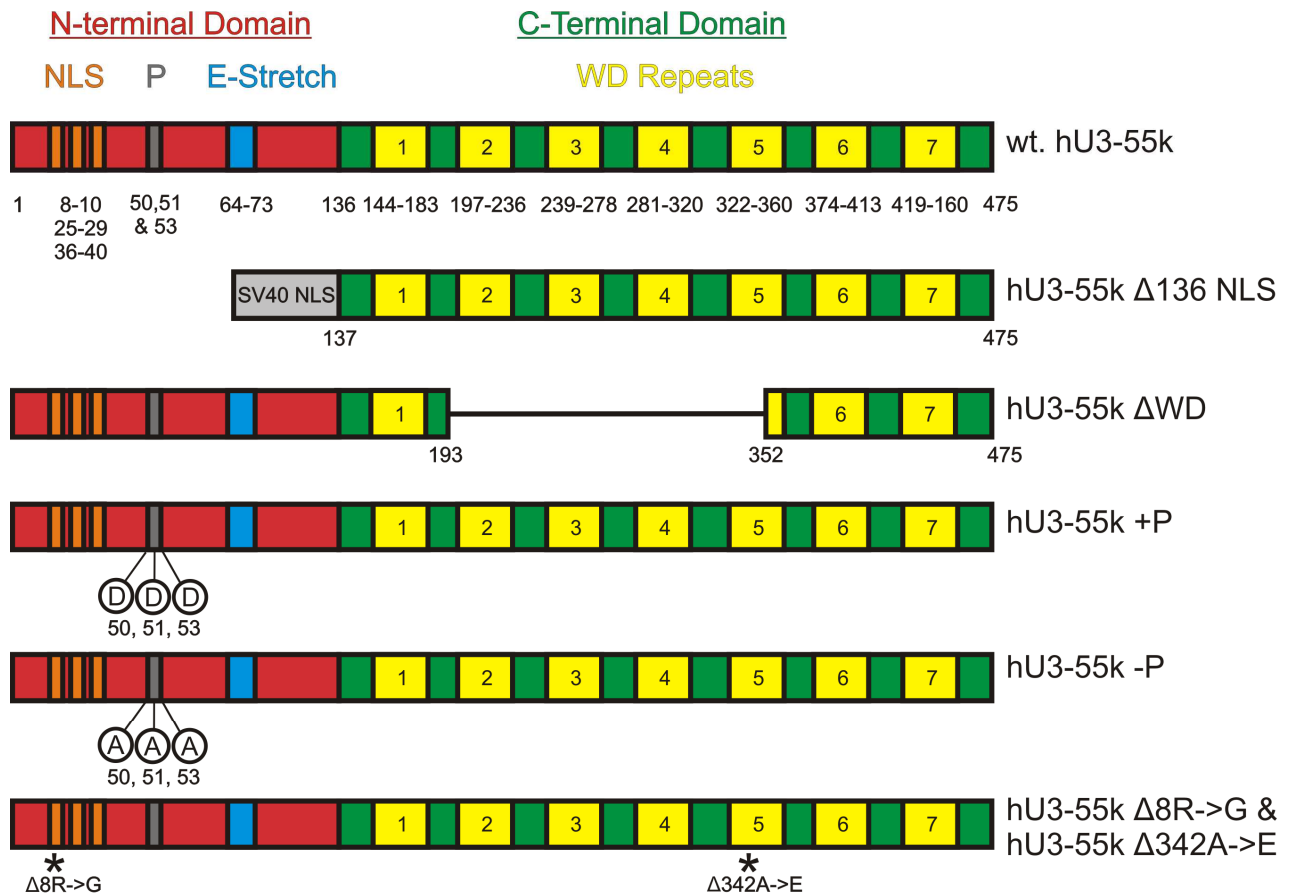 N-terminal Domain C-Terminal Domain
NLS P E-Stretch WD Repeats
1 2 3 4 5 6 7 wt. hU3-55k
1 8-10 50,51 64-73 136 144-183 197-236 239-278 281-320 322-360 374-413 419-160 475
25-29 & 53
36-40
SV40 NLS 1 2 3 4 5 6 7 hU3-55k Δ136 NLS
137 475
1 6 7 hU3-55k ΔWD
193 352 475
1 2 3 4 5 6 7 hU3-55k +P
D D D
50, 51, 53
1 2 3 4 5 6 7 hU3-55k -P
A A A
50, 51, 53
hU3-55k Δ8R->G &
1 2 3 4 5 6 7
hU3-55k Δ342A->E
* *
Δ8R->G Δ342A->E